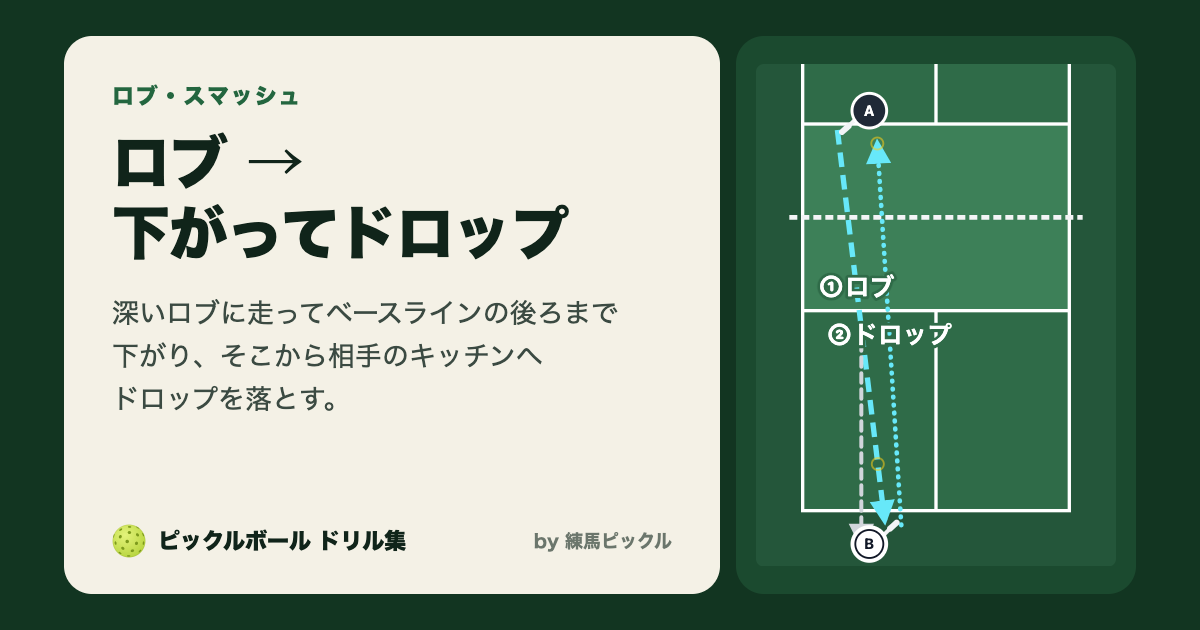 ロブ・スマッシュ
ロブ →
下がってドロップ
深いロブに走ってベースラインの後ろまで
下がり、そこから相手のキッチンへ
ドロップを落とす。
ピックルボール ドリル集
by 練馬ピックル
A
①ロブ
②ドロップ
B